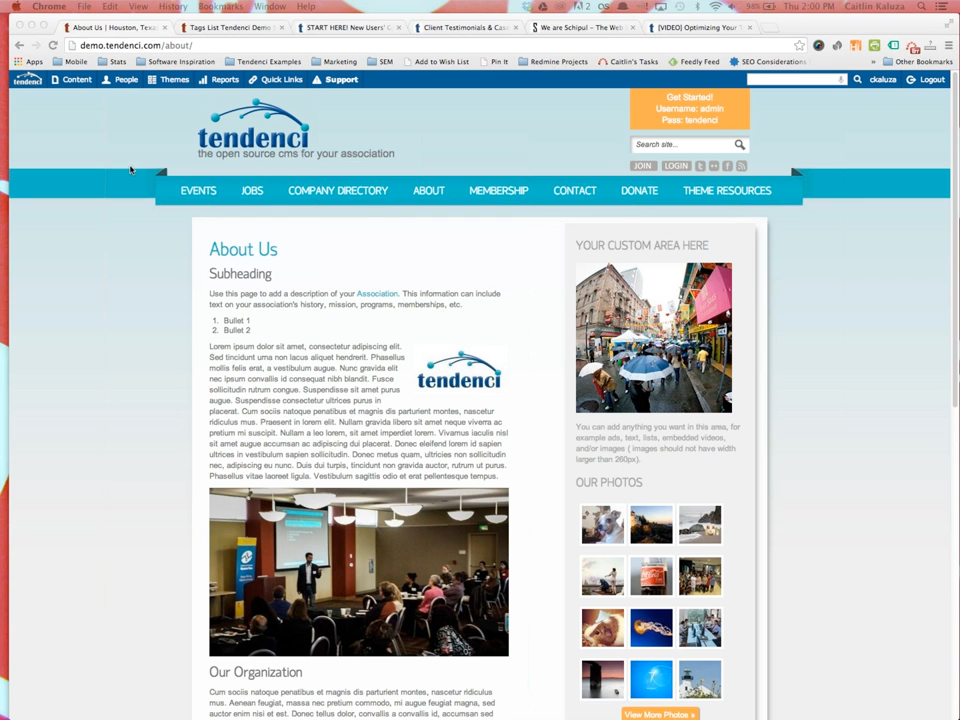 Chrome File Edit View History Bookmarks Window Help 94% Thu 2:00 PM Caitlin Kaluza
About Us | Houston, Texa
Tags List Tendenci Demo
START HERE! New Users'
Client Testimonials & Cas
We are Schipul – The Web
[VIDEO] Optimizing Your
demo.tendenci.com/about/
Apps Mobile Stats Software Inspiration Tendenci Examples Marketing SEM Add to Wish List Pin It Redmine Projects Caitlin's Tasks Feedly Feed SEO Consideration » Other Bookmarks
tendenci Content People Themes Reports Quick Links Support ckaluza Logout
Get Started!
Username: admin
Pass: tendenci
tendenci
the open source cms for your association
Search site...
JOIN LOGIN
EVENTS JOBS COMPANY DIRECTORY ABOUT MEMBERSHIP CONTACT DONATE THEME RESOURCES
About Us
Subheading
Use this page to add a description of your Association. This information can include
text on your association's history, mission, programs, memberships, etc.
1. Bullet 1
2. Bullet 2
Lorem ipsum dolor sit amet, consectetur adipiscing elit.
Sed tincidunt urna non lacus aliquet hendrerit. Phasellus
mollis felis erat, a vestibulum augue. Nunc gravida elit
nec ipsum convallis id consequat nibh blandit. Fusce
sollicitudin rutrum congue. Suspendisse sit amet purus
augue. Suspendisse consectetur ultrices purus in
placerat. Cum sociis natoque penatibus et magnis dis parturient montes, nascetur
ridiculus mus. Praesent in lorem elit. Nullam gravida libero sit amet neque viverra ac
pretium mi suscipit. Nullam a leo lorem, sit amet imperdiet lorem. Vivamus iaculis nisl
sit amet augue accumsan ac adipiscing dui placerat. Donec eleifend lorem id sapien
ultrices in vestibulum sapien sollicitudin. Donec metus quam, ultricies non sollicitudin
nec, adipiscing eu nunc. Duis dui turpis, tincidunt non gravida auctor, rutrum ut purus.
Phasellus vitae laoreet ligula. Vestibulum sagittis odio et erat pellentesque tempus.
tendenci
Our Organization
Cum sociis natoque penatibus et magnis dis parturient montes, nascetur ridiculus
mus. Aenean feugiat, massa nec pretium commodo, mi augue feugiat magna, sed
auctor enim nisi et orci. Donec tellus dolor, convallis a convallis id, accumsan sed
YOUR CUSTOM AREA HERE
You can add anything you want in this area, for
example ads, text, lists, embedded videos,
and/or images ( images should not have width
larger than 260px).
OUR PHOTOS
View More Photos »